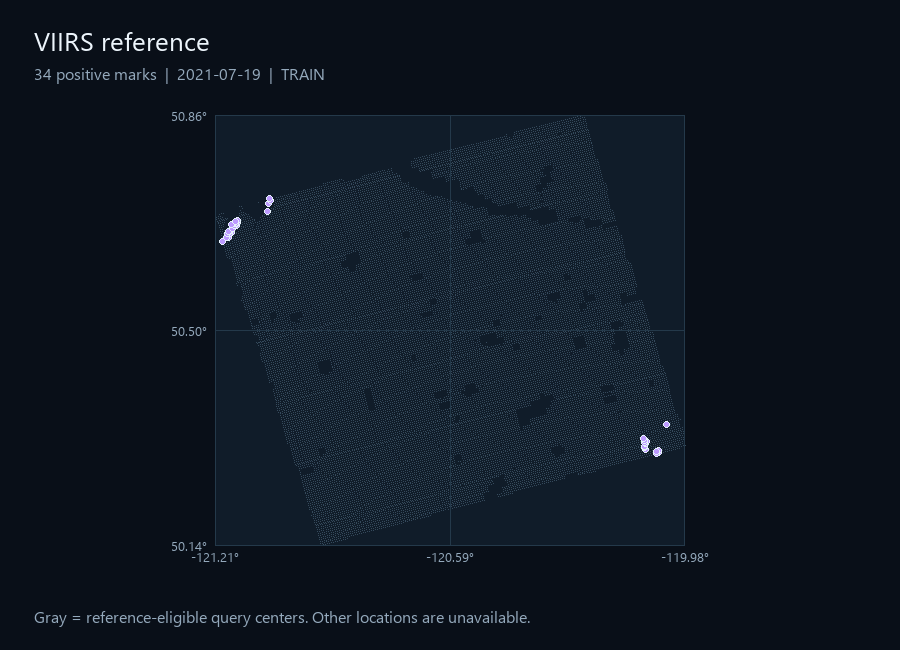 VIIRS reference
34 positive marks | 2021-07-19 | TRAIN
50.86°
50.50°
50.14°
-121.21°
-120.59°
-119.98°
Gray = reference-eligible query centers. Other locations are unavailable.